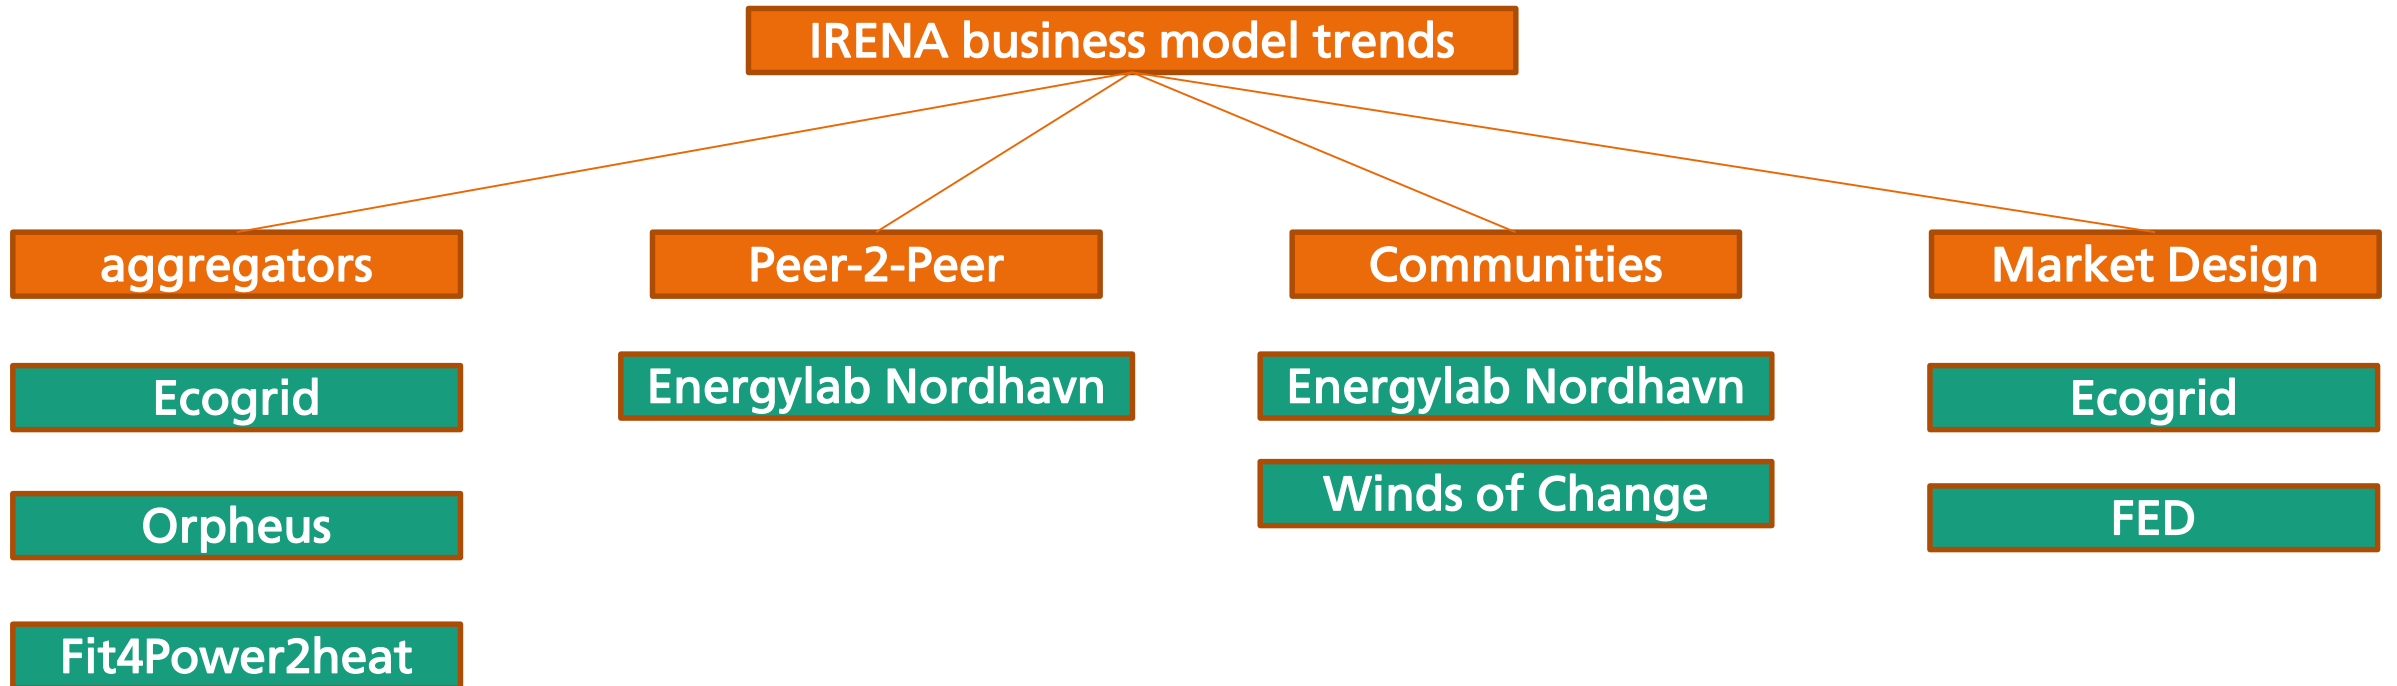 IRENA business model trends
aggregators
Peer-2-Peer
Communities
Market Design
Ecogrid
Energylab Nordhavn
Energylab Nordhavn
Ecogrid
Orpheus
Winds of Change
FED
Fit4Power2heat